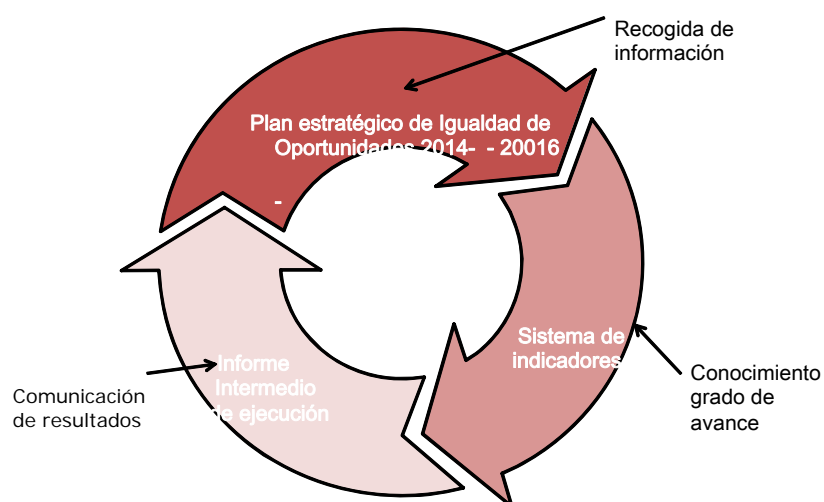 Recogida de
información
Plan estratégico de Igualdad de
Oportunidades 2014- - 20016
-
Sistema de
indicadores
Conocimiento
grado de
avance
Informe
Intermedio
de ejecución
Comunicación
de resultados